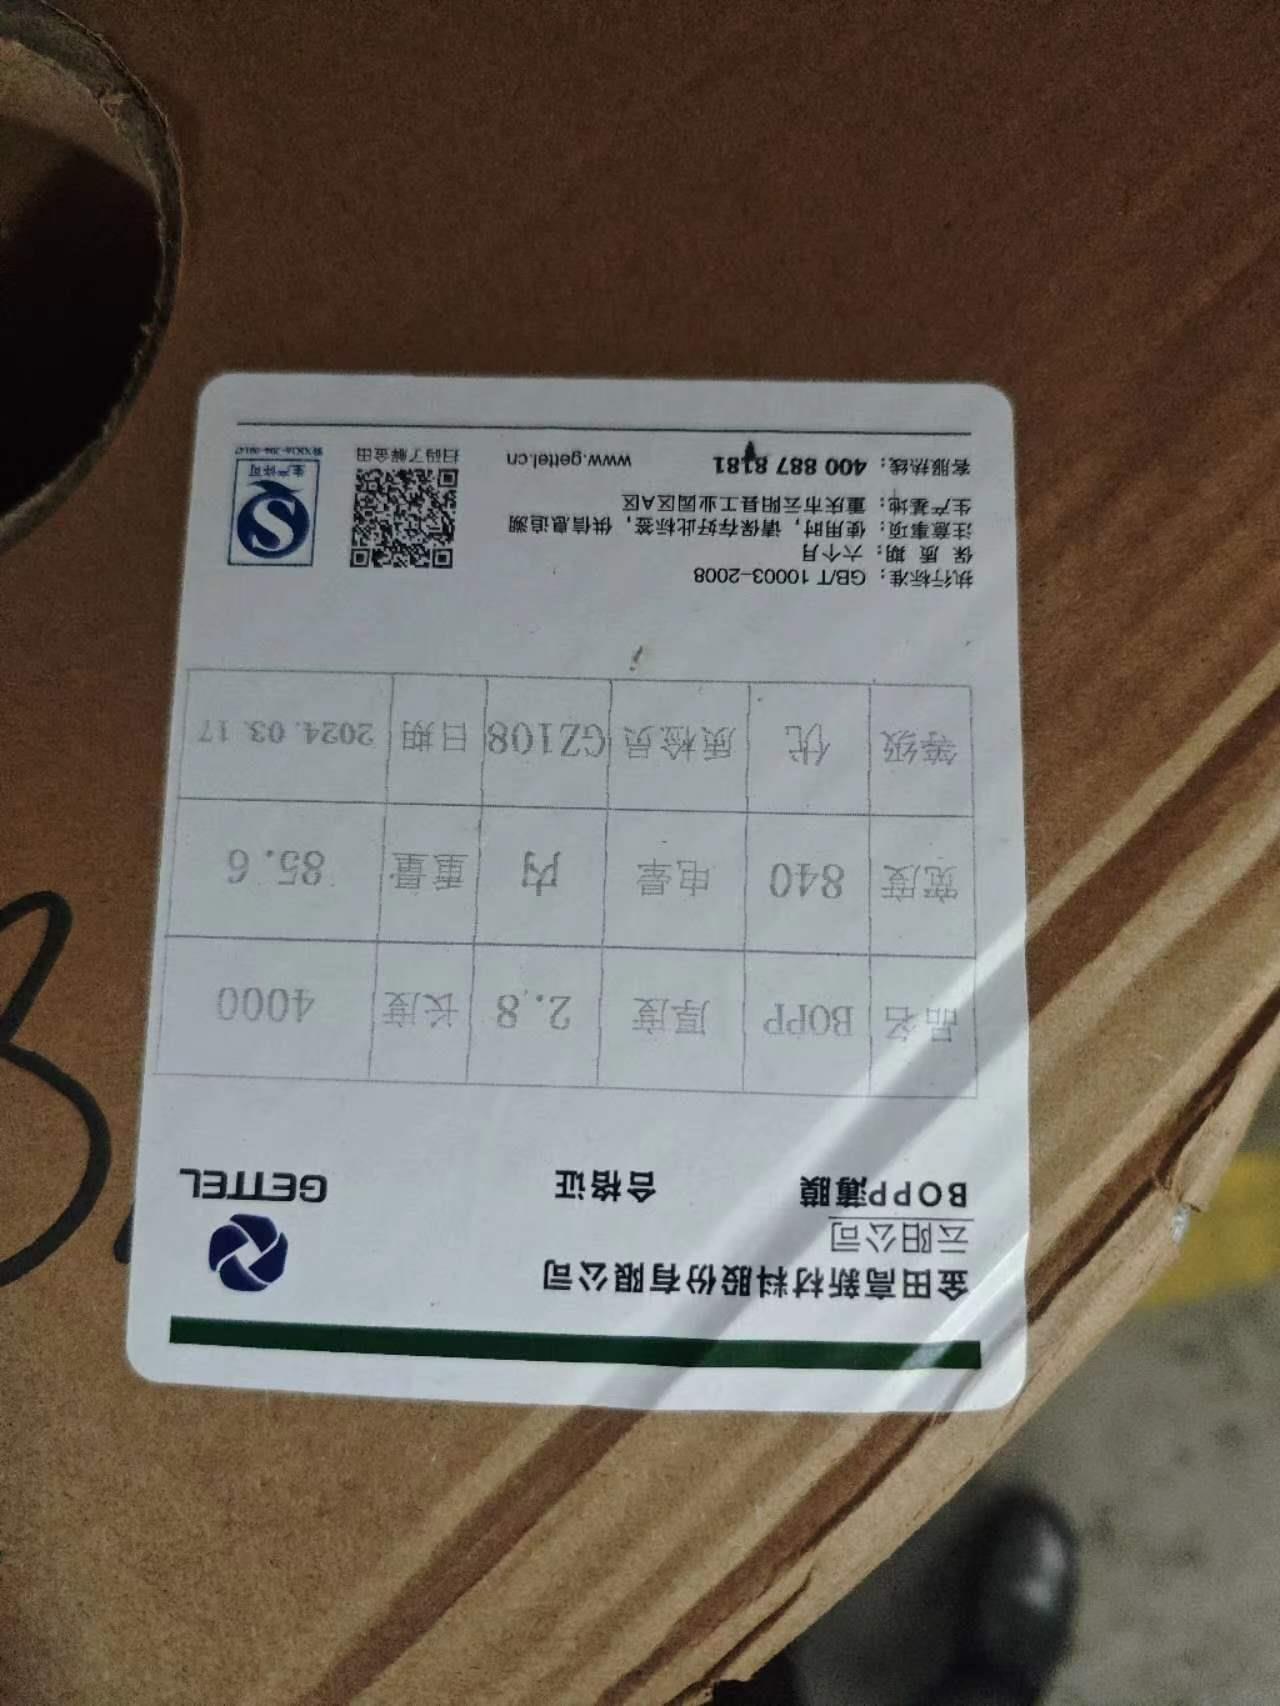 金田高新材料股份有限公司
云阳公司
BOPP薄膜 合格证 GETTEL
品名 BOPP 厚度 2.8 长度 4000
宽度 840 电晕 内 重量 85.6
等级 优 质检员 GZ108 日期 2024.03.17
执行标准：GB/T 10003-2008
保 质 期：六个月
注意事项：使用时，请保存好此标签，供信息追溯
生产基地：重庆市云阳县工业园区A区
客服热线：400 887 8181 www.gettel.cn
扫码了解金田
生产许可
3